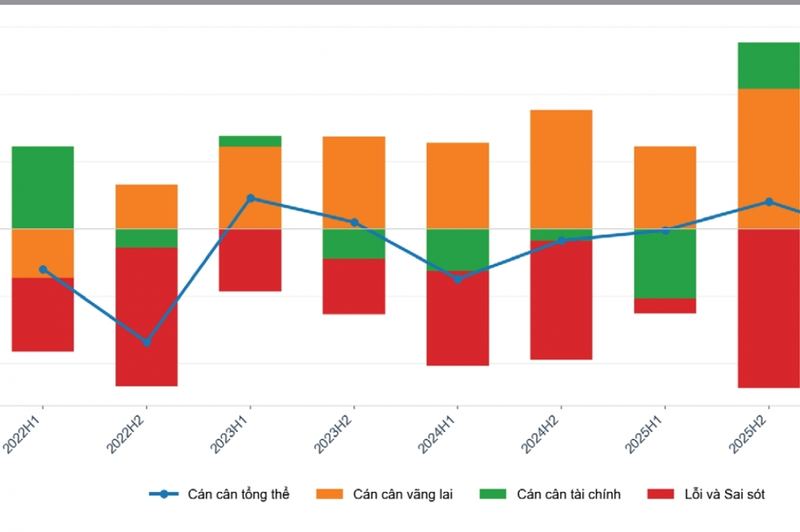 2022H1
2022H2
2023H1
2023H2
2024H1
2024H2
2025H1
2025H2
Cán cân tổng thể
Cán cân vãng lai
Cán cân tài chính
Lỗi và Sai sót